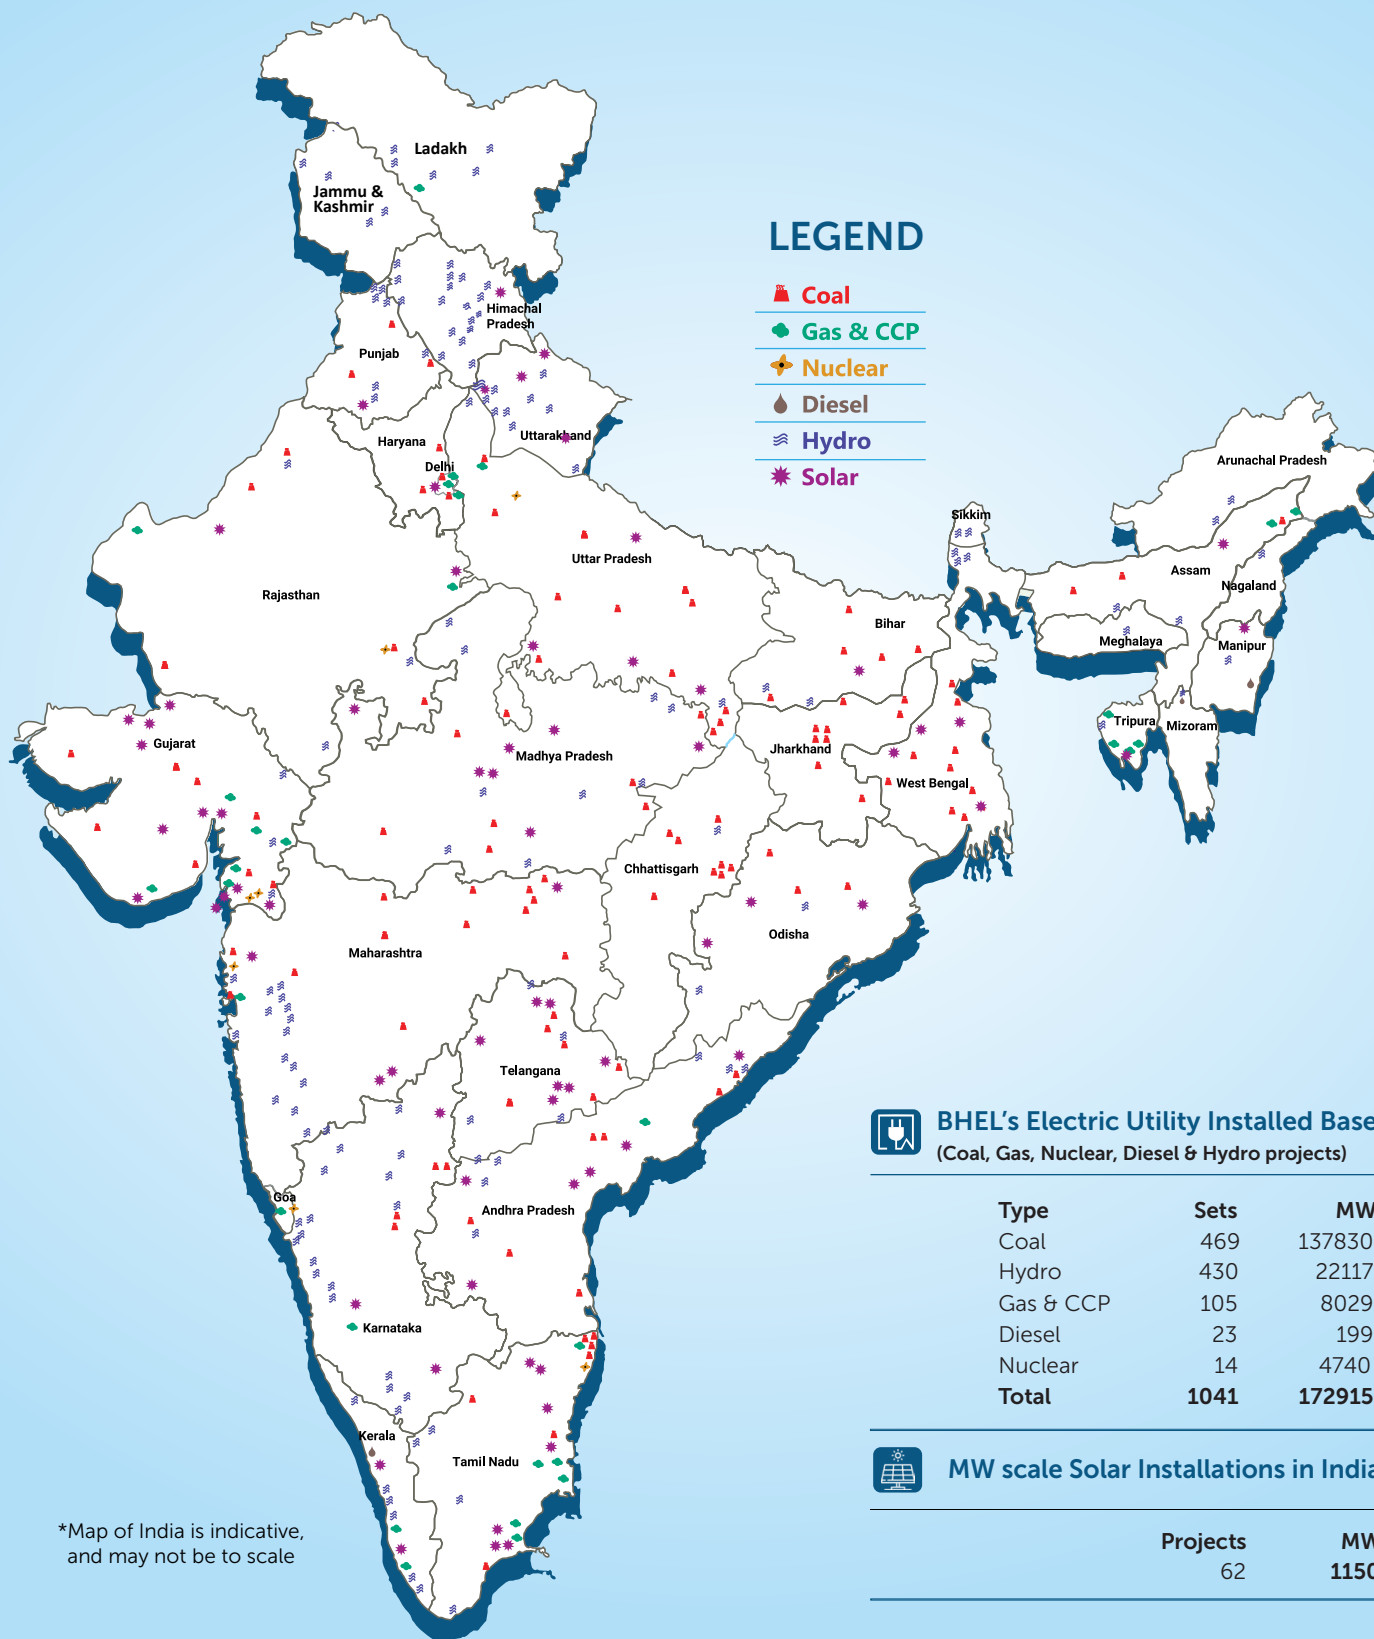 Ladakh
Jammu &
Kashmir
LEGEND
Coal
Gas & CCP
Nuclear
Diesel
Hydro
Solar
Himachal
Pradesh
Punjab
Haryana
Uttarakhand
Delhi
Arunachal Pradesh
Sikkim
Uttar Pradesh
Assam
Nagaland
Rajasthan
Bihar
Meghalaya
Manipur
Tripura
Mizoram
Gujarat
Madhya Pradesh
Jharkhand
West Bengal
Chhattisgarh
Odisha
Maharashtra
Telangana
Goa
Andhra Pradesh
Karnataka
Kerala
Tamil Nadu
BHEL's Electric Utility Installed Base
(Coal, Gas, Nuclear, Diesel & Hydro projects)
Type Sets MW
Coal 469 137830
Hydro 430 22117
Gas & CCP 105 8029
Diesel 23 199
Nuclear 14 4740
Total 1041 172915
MW scale Solar Installations in India
Projects MW
62 1150
*Map of India is indicative,
and may not be to scale